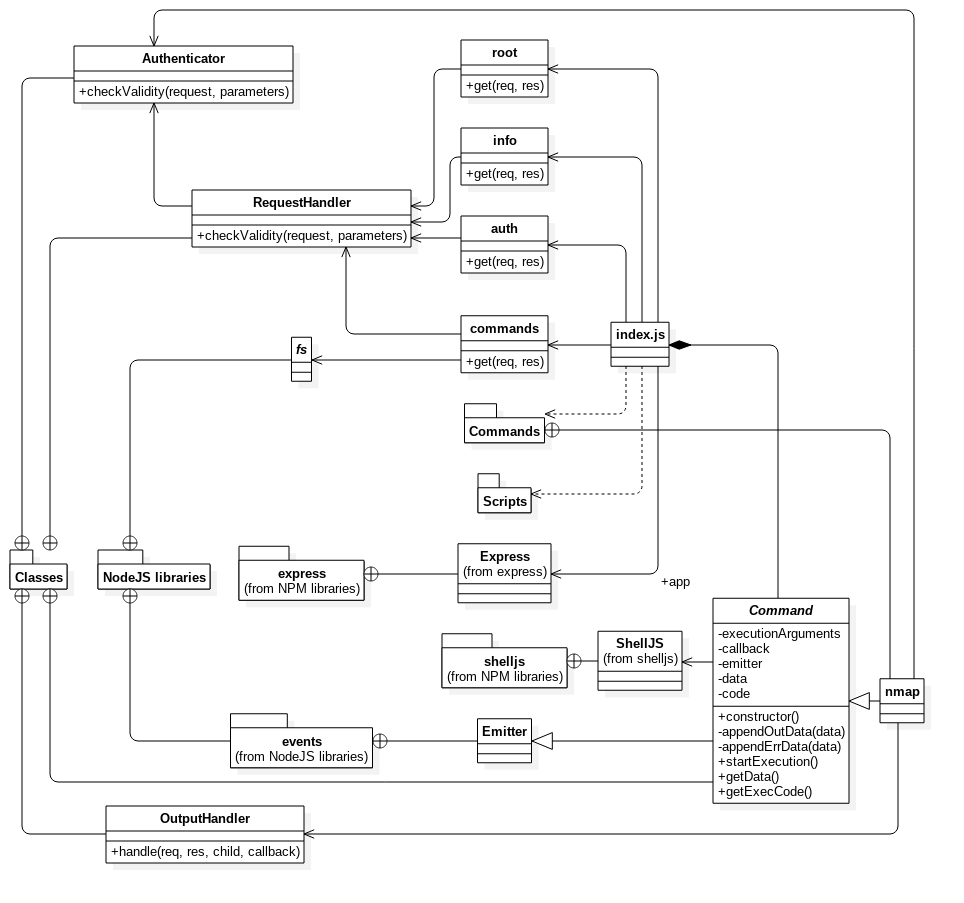 Authenticator
+checkValidity(request, parameters)
root
+get(req, res)
info
+get(req, res)
RequestHandler
+checkValidity(request, parameters)
auth
+get(req, res)
commands
+get(req, res)
index.js
fs
Commands
Scripts
Classes
NodeJS libraries
express
(from NPM libraries)
Express
(from express)
+app
shelljs
(from NPM libraries)
ShellJS
(from shelljs)
Command
-executionArguments
-callback
-emitter
-data
-code
+constructor()
-appendOutData(data)
-appendErrData(data)
+startExecution()
+getData()
+getExecCode()
nmap
events
(from NodeJS libraries)
Emitter
OutputHandler
+handle(req, res, child, callback)